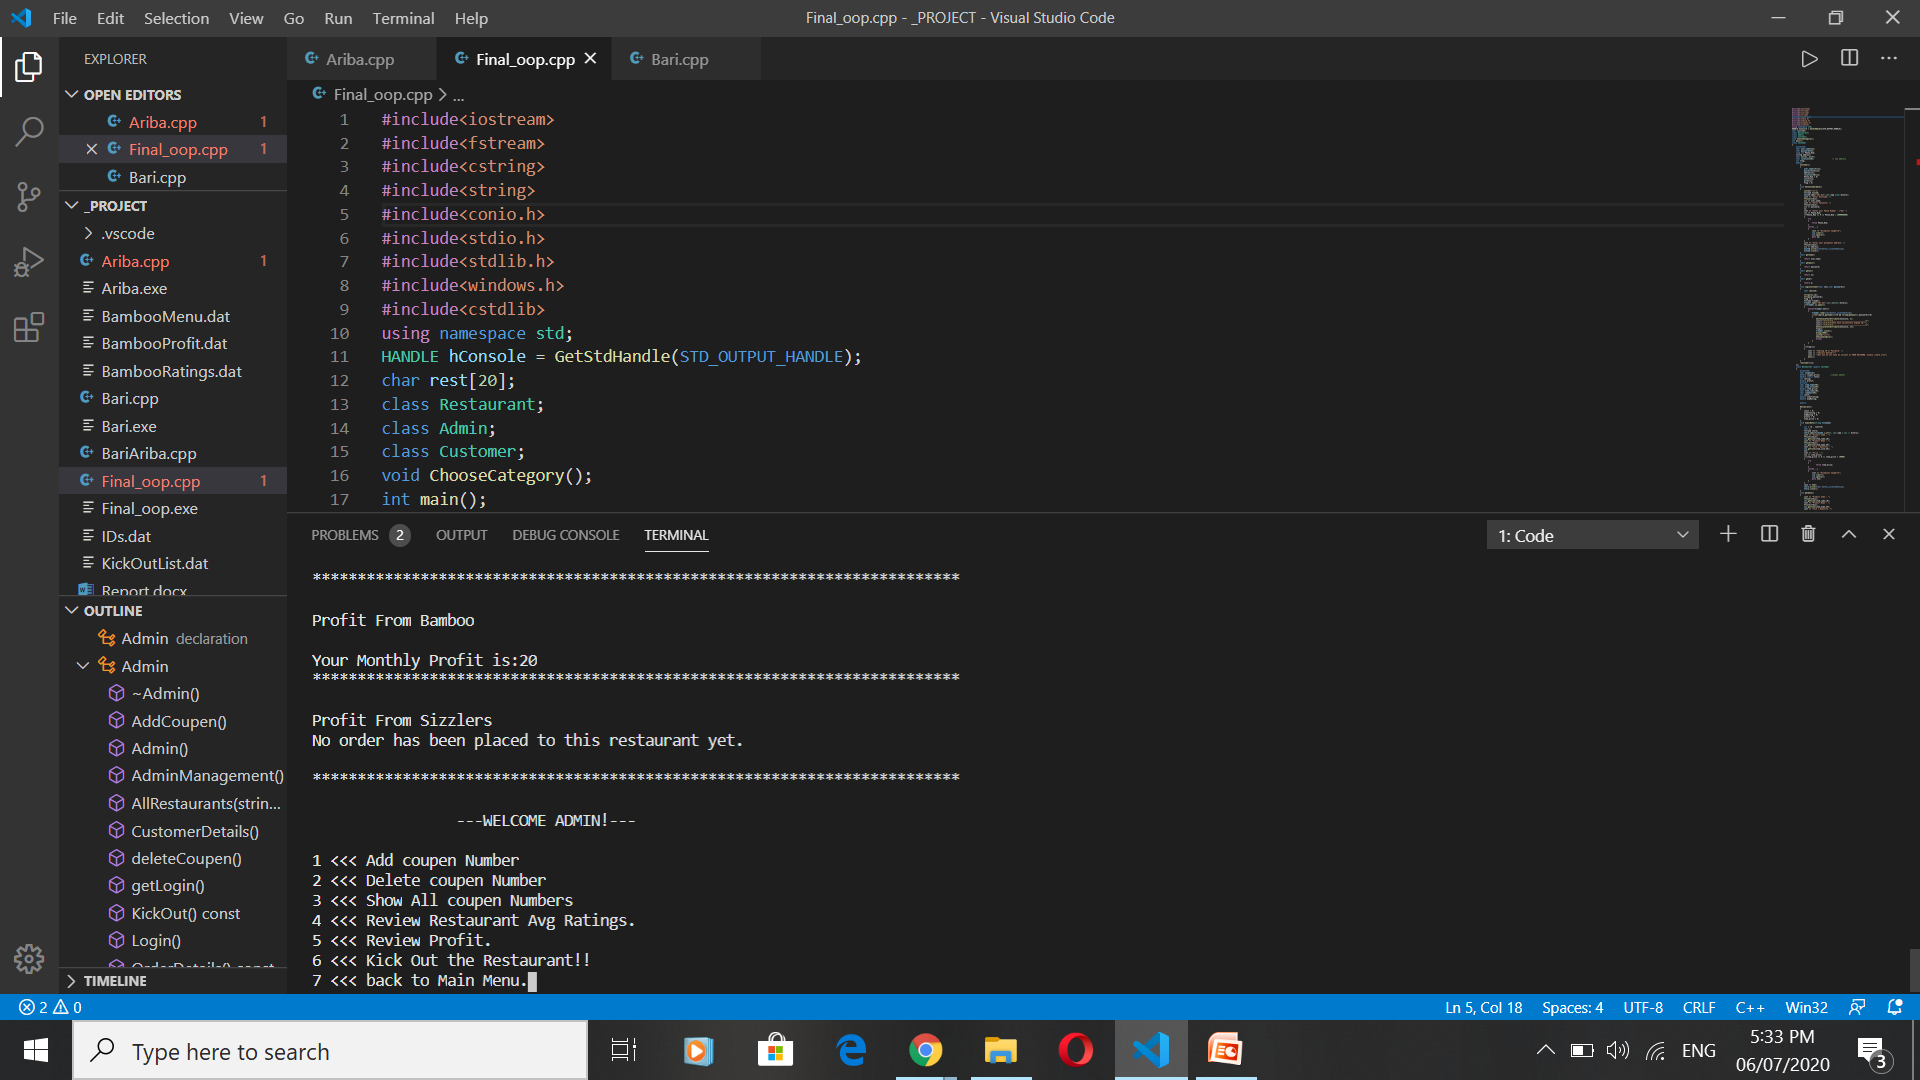 File Edit Selection View Go Run Terminal Help
Final_oop.cpp - _PROJECT - Visual Studio Code
EXPLORER
OPEN EDITORS
Ariba.cpp 1
Final_oop.cpp 1
Bari.cpp
_PROJECT
.vscode
Ariba.cpp 1
Ariba.exe
BambooMenu.dat
BambooProfit.dat
BambooRatings.dat
Bari.cpp
Bari.exe
BariAriba.cpp
Final_oop.cpp 1
Final_oop.exe
IDs.dat
KickOutList.dat
Report.docx
OUTLINE
Admin declaration
Admin
~Admin()
AddCoupen()
Admin()
AdminManagement()
AllRestaurants(strin...
CustomerDetails()
deleteCoupen()
getLogin()
KickOut() const
Login()
OrderDetails() const
TIMELINE
Ariba.cpp Final_oop.cpp Bari.cpp
Final_oop.cpp > ...
1 #include<iostream>
2 #include<fstream>
3 #include<cstring>
4 #include<string>
5 #include<conio.h>
6 #include<stdio.h>
7 #include<stdlib.h>
8 #include<windows.h>
9 #include<cstdlib>
10 using namespace std;
11 HANDLE hConsole = GetStdHandle(STD_OUTPUT_HANDLE);
12 char rest[20];
13 class Restaurant;
14 class Admin;
15 class Customer;
16 void ChooseCategory();
17 int main();
PROBLEMS 2 OUTPUT DEBUG CONSOLE TERMINAL
1: Code
************************************************************************
Profit From Bamboo
Your Monthly Profit is:20
************************************************************************
Profit From Sizzlers
No order has been placed to this restaurant yet.
************************************************************************
---WELCOME ADMIN!---
1 <<< Add coupen Number
2 <<< Delete coupen Number
3 <<< Show All coupen Numbers
4 <<< Review Restaurant Avg Ratings.
5 <<< Review Profit.
6 <<< Kick Out the Restaurant!!
7 <<< back to Main Menu.
2 0
Ln 5, Col 18 Spaces: 4 UTF-8 CRLF C++ Win32
Type here to search
ENG
5:33 PM
06/07/2020
3